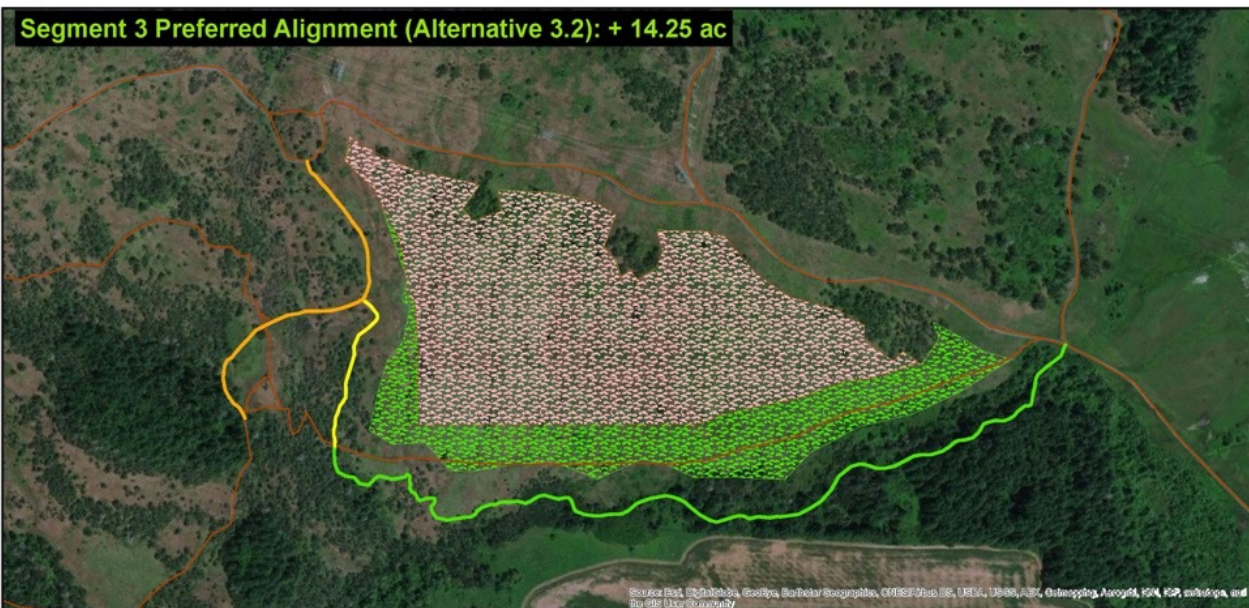 Segment 3 Preferred Alignment (Alternative 3.2): + 14.25 ac
Source: Esri, DigitalGlobe, GeoEye, Earthstar Geographics, CNES/Airbus DS, USDA, USGS, AEX, Getmapping, Aerogrid, IGN, IGP, swisstopo, and
the GIS User Community